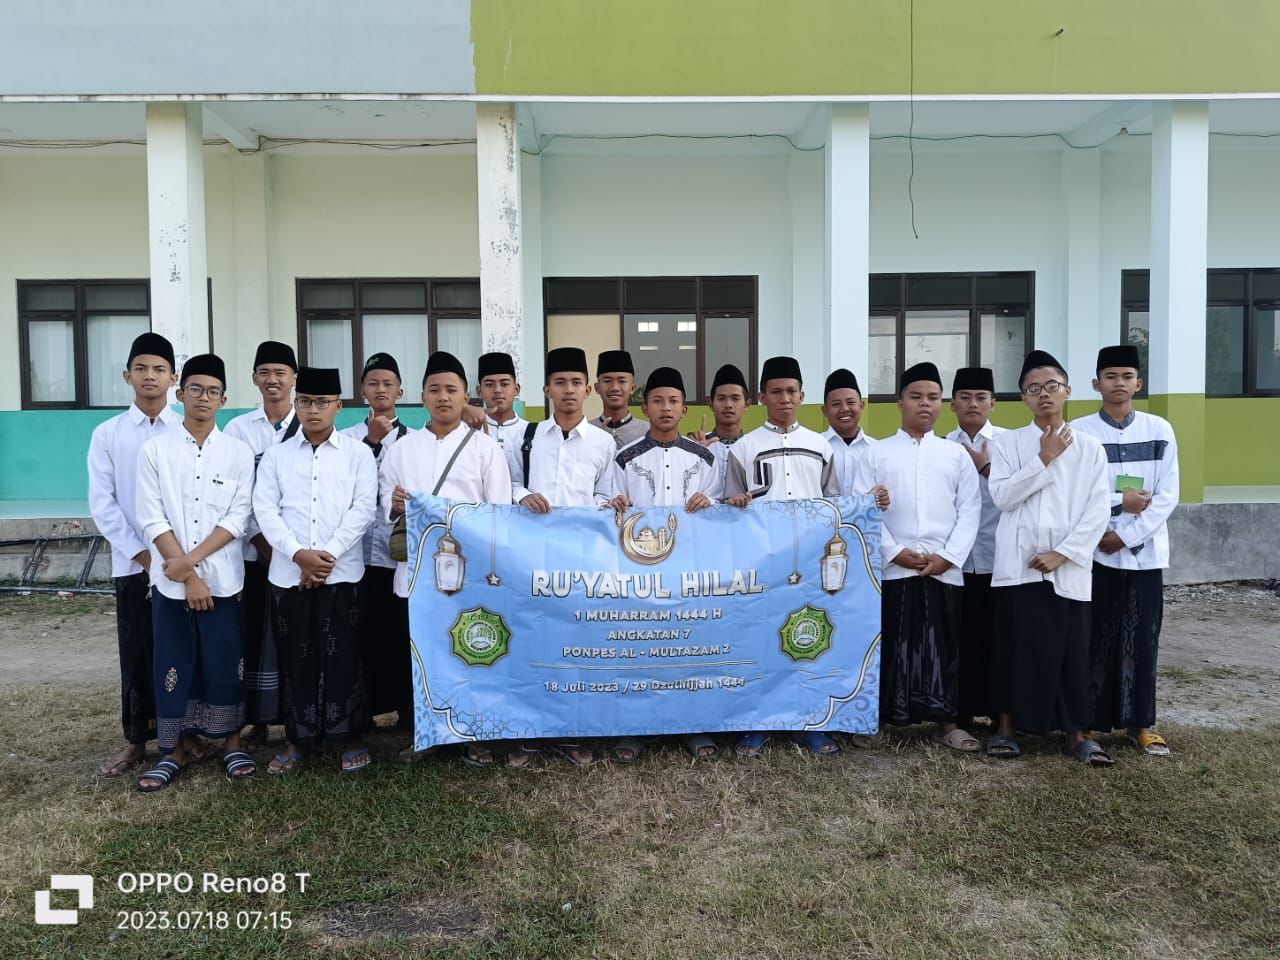 RU'YATUL HILAL
1 MUHARRAM 1444 H
ANGKATAN 7
PONPES AL - MULTAZAM 2
18 Juli 2023 / 29 Dzulhijjah 1444
OPPO Reno8 T
2023.07.18 07:15